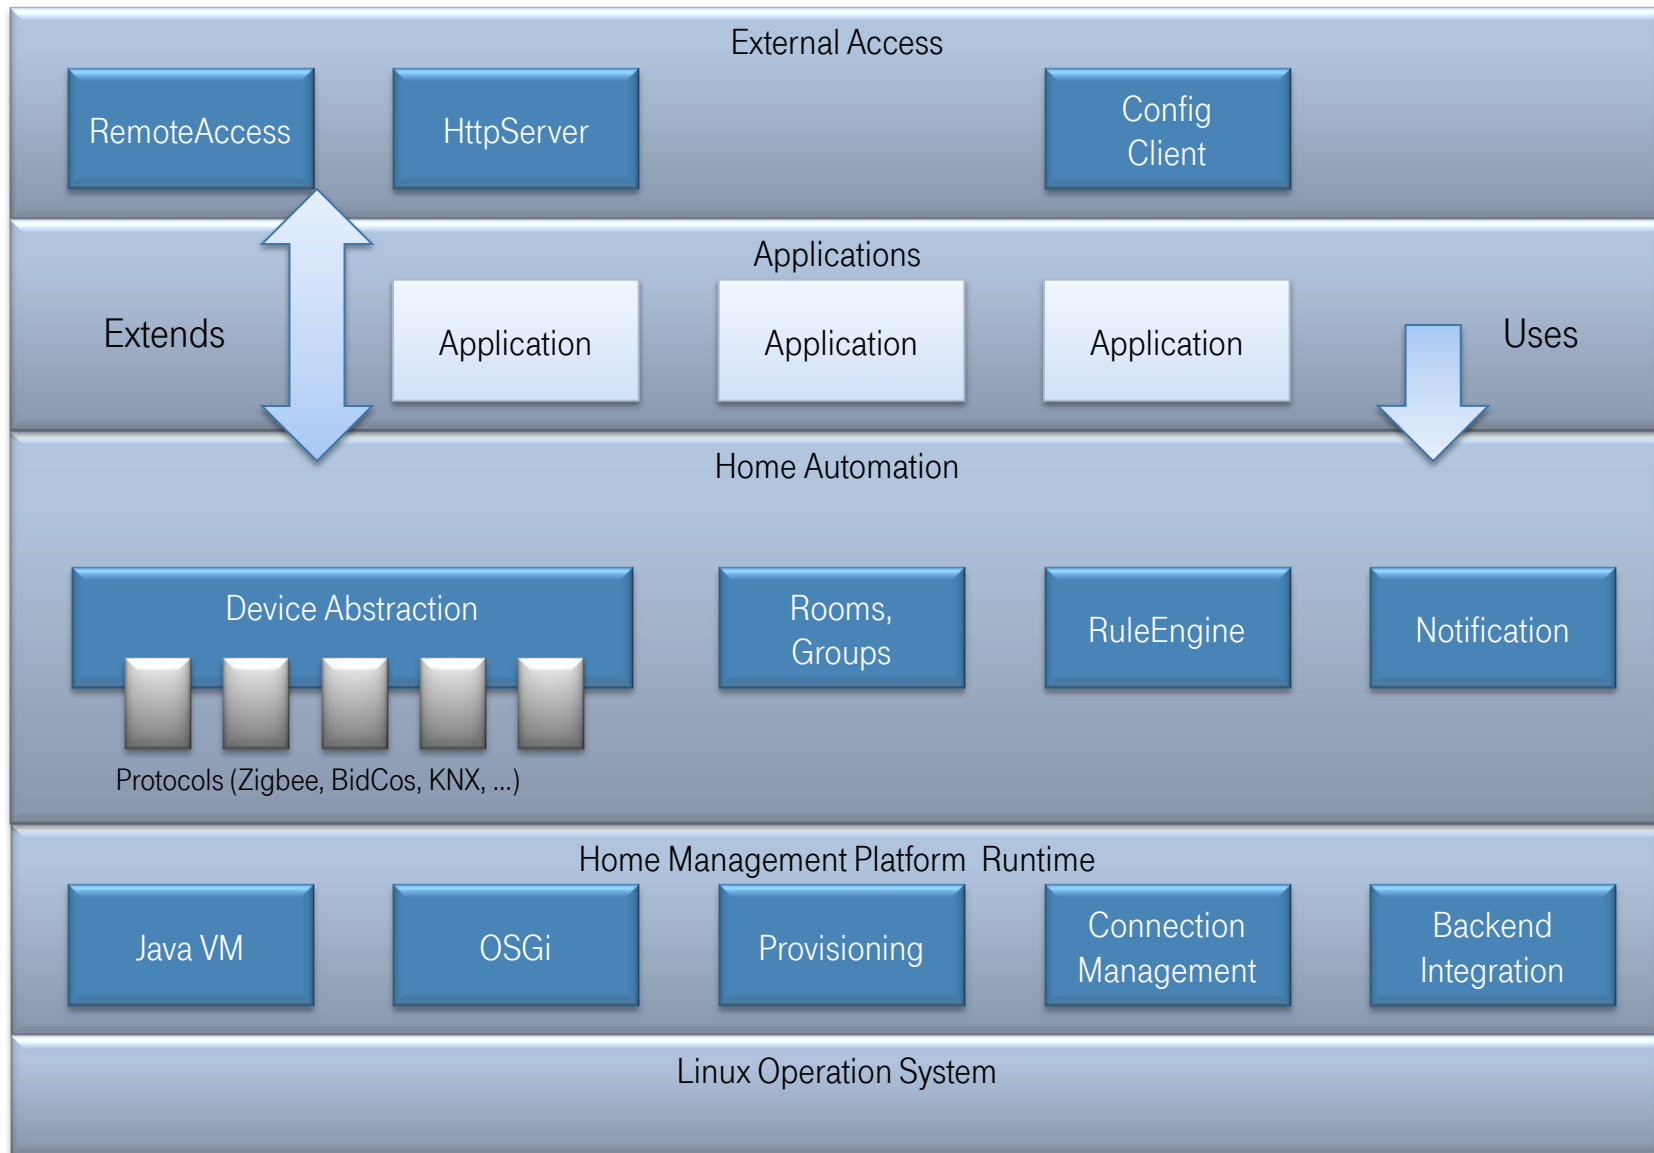 External Access
RemoteAccess
HttpServer
Config
Client
Applications
Extends
Application
Application
Application
Uses
Home Automation
Device Abstraction
Rooms,
Groups
RuleEngine
Notification
Protocols (Zigbee, BidCos, KNX, ...)
Home Management Platform Runtime
Java VM
OSGi
Provisioning
Connection
Management
Backend
Integration
Linux Operation System